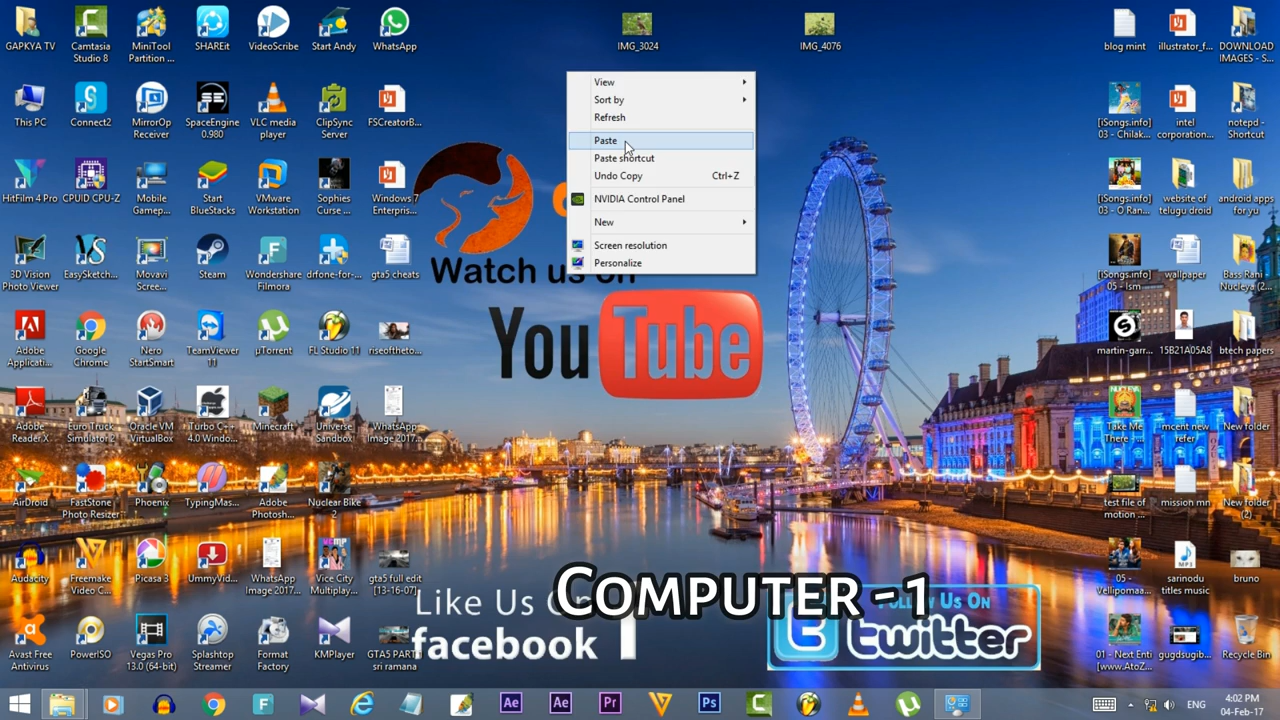 GAPKYA TV
Camtasia Studio 8
MiniTool Partition ...
SHAREit
VideoScribe
Start Andy
WhatsApp
IMG_3024
IMG_4076
blog mint
illustrator_f...
DOWNLOAD IMAGES - S...
This PC
Connect2
MirrorOp Receiver
SpaceEngine 0.980
VLC media player
ClipSync Server
FSCreatorB...
[iSongs.info] 03 - Chilak...
intel corporation...
notepd - Shortcut
HitFilm 4 Pro
CPUID CPU-Z
Mobile Gamep...
Start BlueStacks
VMware Workstation
Sophies Curse ...
Windows 7 Enterpris...
[iSongs.info] 03 - O Ran...
website of telugu droid
android apps for yu
3D Vision Photo Viewer
EasySketch...
Movavi Scree...
Steam
Wondershare Filmora
drfone-for-...
gta5 cheats
[iSongs.info] 05 - Ism
wallpaper
Bass Rani - Nucleya (2...
Adobe Applicati...
Google Chrome
Nero StartSmart
TeamViewer 11
µTorrent
FL Studio 11
riseoftheto...
martin-garr...
15B21A05A8
btech papers
Adobe Reader X
Euro Truck Simulator 2
Oracle VM VirtualBox
Turbo C++ 4.0 Windo...
Minecraft
Universe Sandbox
WhatsApp Image 2017...
Take Me There -...
mcent new refer
New folder
AirDroid
FastStone Photo Resizer
Phoenix
TypingMas...
Adobe Photosh...
Nuclear Bike 2
test file of motion ...
mission mn
New folder (2)
Audacity
Freemake Video C...
Picasa 3
UmmyVid...
WhatsApp Image 2017...
Vice City Multiplay...
gta5 full edit [13-16-07]
05 - Vellipomaa...
sarinodu titles music
bruno
Avast Free Antivirus
PowerISO
Vegas Pro 13.0 (64-bit)
Splashtop Streamer
Format Factory
KMPlayer
GTA5 PART1 sri ramana
01 - Next Enti [www.AtoZ...
gugdsugib...
Recycle Bin
View
Sort by
Refresh
Paste
Paste shortcut
Undo Copy Ctrl+Z
NVIDIA Control Panel
New
Screen resolution
Personalize
Watch us on
YouTube
COMPUTER -1
Like Us On
facebook
Follow Us On
twitter
ENG
4:02 PM
04-Feb-17